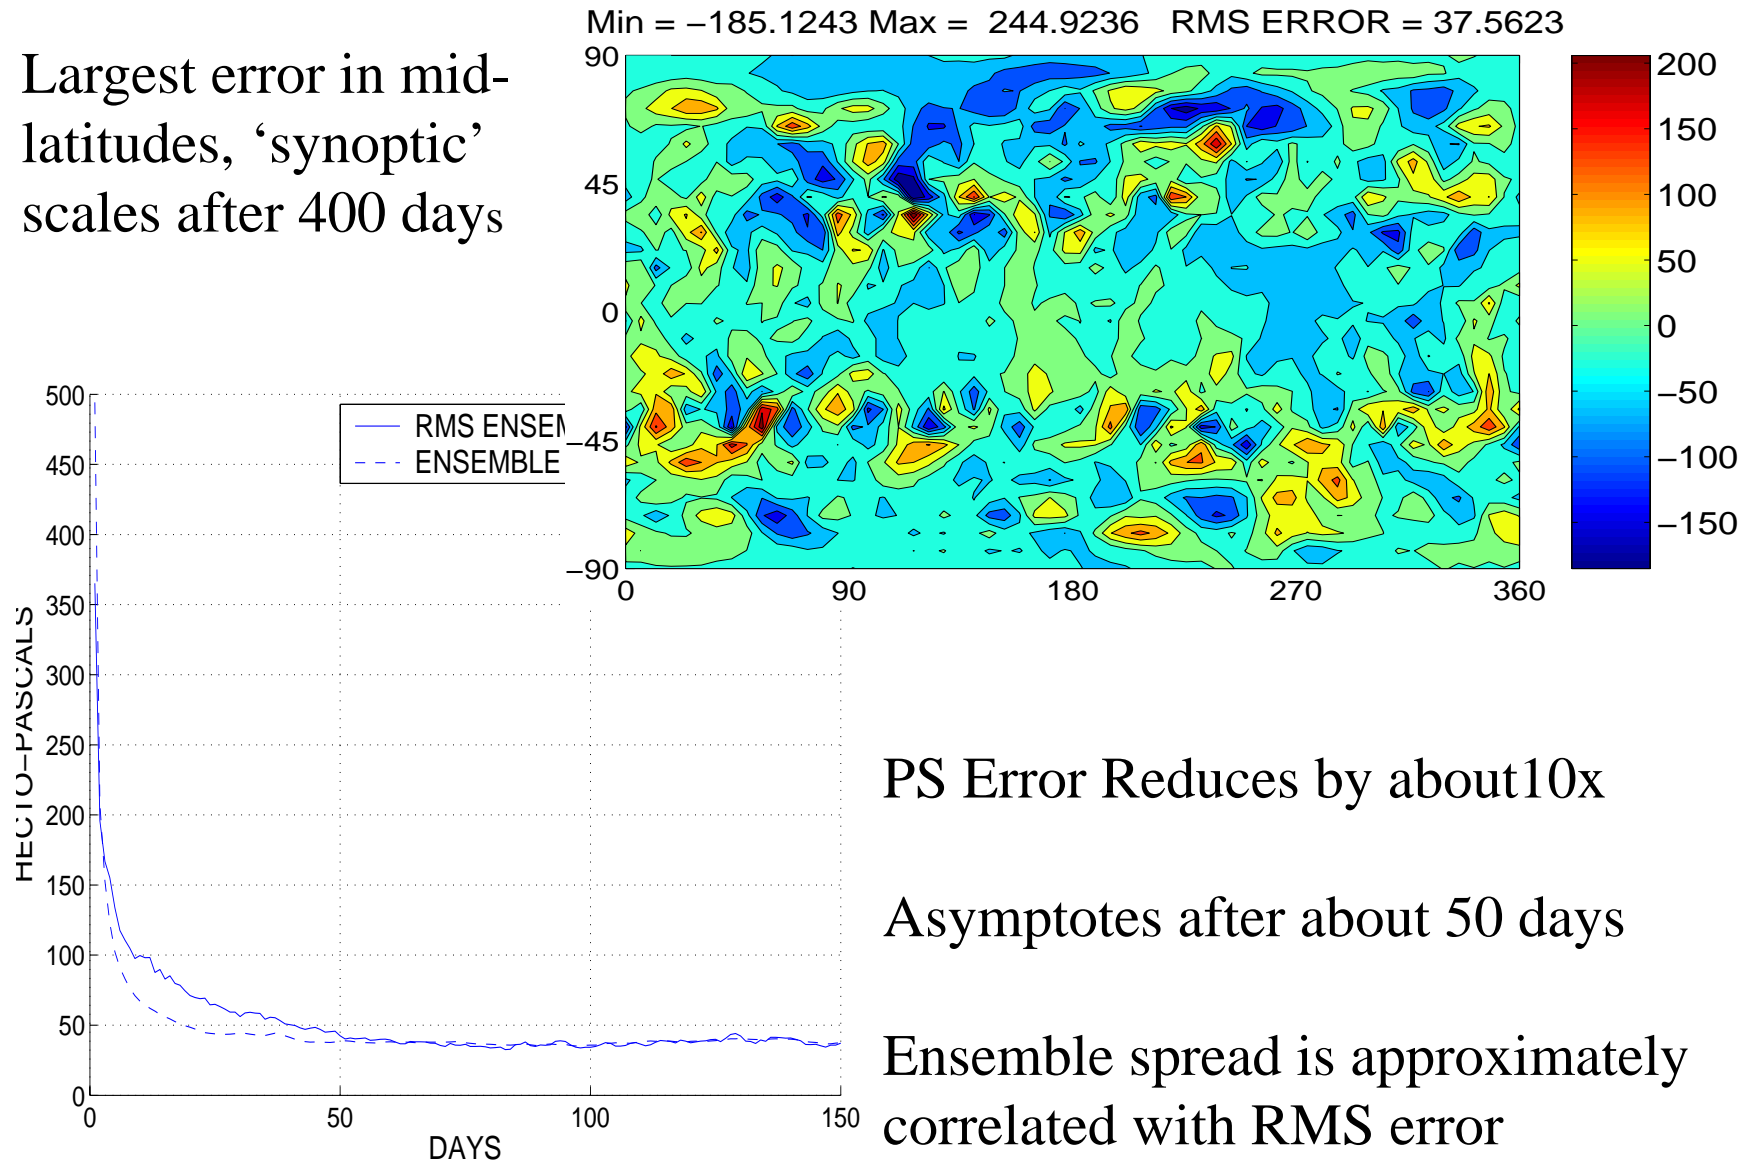 Min = −185.1243 Max =  244.9236   RMS ERROR = 37.5623
Largest error in mid-
latitudes, ‘synoptic’
scales after 400 days
90
45
0
−45
−90
0
90
180
270
360
200
150
100
50
0
−50
−100
−150
500
450
400
350
300
250
200
150
100
50
0
0
50
100
150
DAYS
HECTO−PASCALS
RMS
ENSEMBLE
PS Error Reduces by about10x
Asymptotes after about 50 days
Ensemble spread is approximately
correlated with RMS error